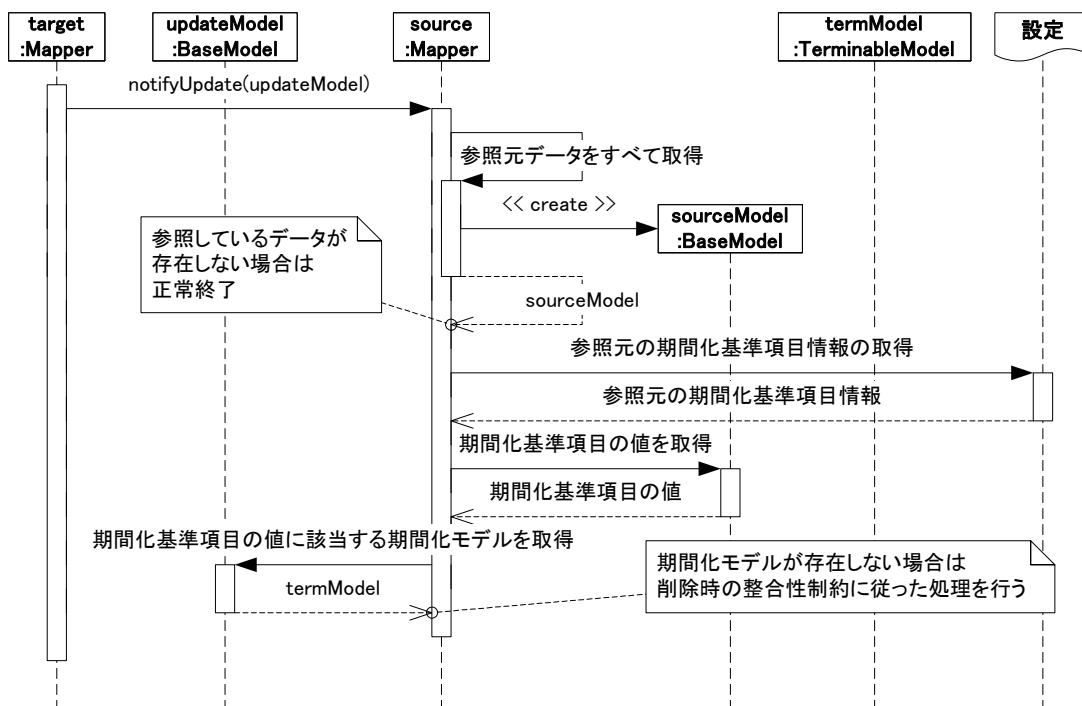 target
:Mapper
updateModel
:BaseModel
source
:Mapper
termModel
:TerminableModel
設定
notifyUpdate(updateModel)
参照元データをすべて取得
<< create >>
sourceModel
:BaseModel
参照しているデータが
存在しない場合は
正常終了
sourceModel
参照元の期間化基準項目情報の取得
参照元の期間化基準項目情報
期間化基準項目の値を取得
期間化基準項目の値
期間化基準項目の値に該当する期間化モデルを取得
termModel
期間化モデルが存在しない場合は
削除時の整合性制約に従った処理を行う